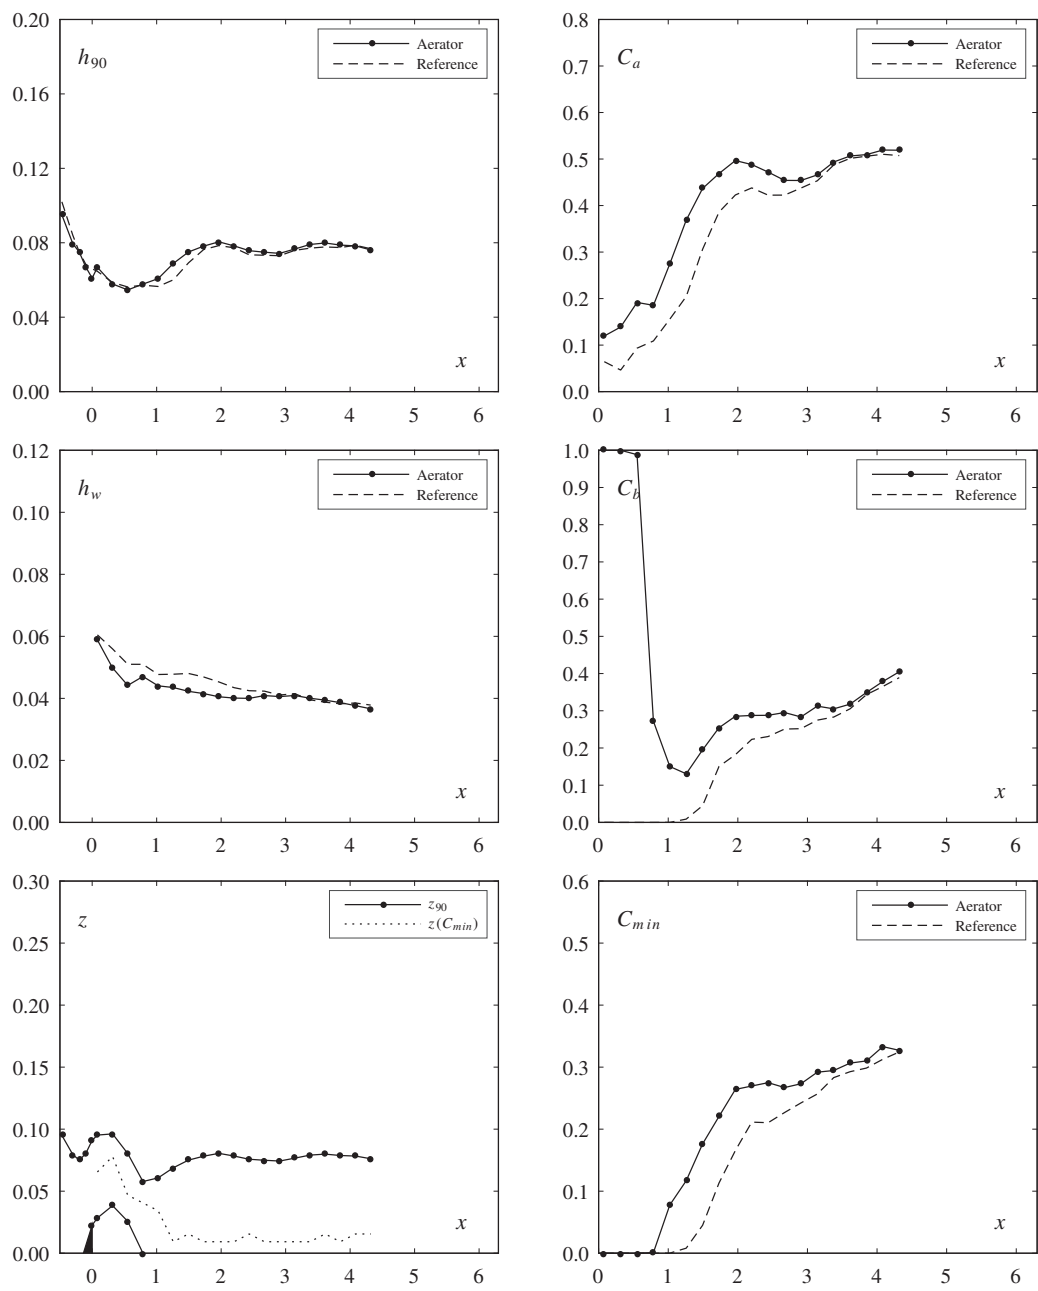 h90
Aerator
Reference
0.20
0.16
0.12
0.08
0.04
0.00
x
0 1 2 3 4 5 6
Ca
Aerator
Reference
0.8
0.7
0.6
0.5
0.4
0.3
0.2
0.1
0.0
x
0 1 2 3 4 5 6
hw
Aerator
Reference
0.12
0.10
0.08
0.06
0.04
0.02
0.00
x
0 1 2 3 4 5 6
Cb
Aerator
Reference
1.0
0.9
0.8
0.7
0.6
0.5
0.4
0.3
0.2
0.1
0.0
x
0 1 2 3 4 5 6
z
z90
z(Cmin)
0.30
0.25
0.20
0.15
0.10
0.05
0.00
x
0 1 2 3 4 5 6
Cmin
Aerator
Reference
0.6
0.5
0.4
0.3
0.2
0.1
0.0
x
0 1 2 3 4 5 6